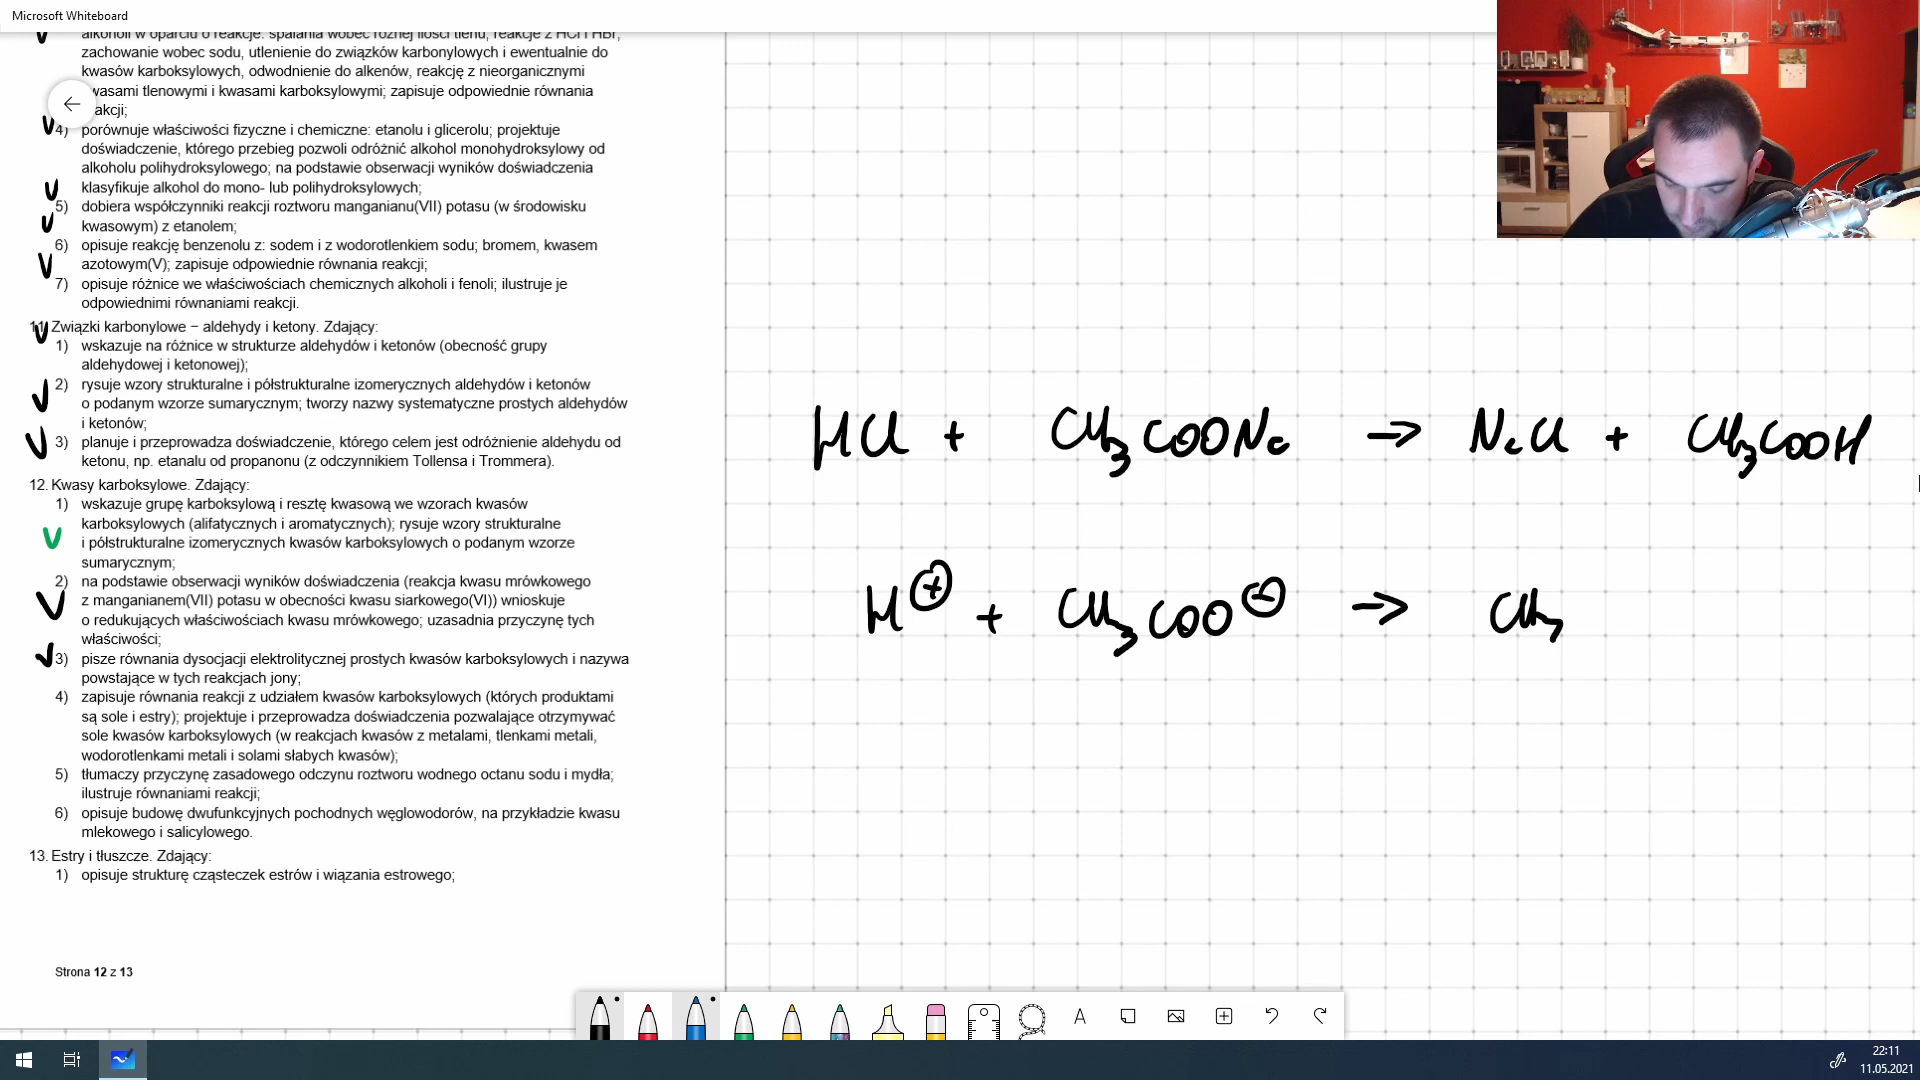 Microsoft Whiteboard
alkoholi w oparciu o reakcje: spalania wobec różnej ilości tlenu, reakcje z HCl i HBr,
zachowanie wobec sodu, utlenienie do związków karbonylowych i ewentualnie do
kwasów karboksylowych, odwodnienie do alkenów, reakcję z nieorganicznymi
wasami tlenowymi i kwasami karboksylowymi; zapisuje odpowiednie równania
akcji;
4) porównuje właściwości fizyczne i chemiczne: etanolu i glicerolu; projektuje
doświadczenie, którego przebieg pozwoli odróżnić alkohol monohydroksylowy od
alkoholu polihydroksylowego; na podstawie obserwacji wyników doświadczenia
klasyfikuje alkohol do mono- lub polihydroksylowych;
5) dobiera współczynniki reakcji roztworu manganianu(VII) potasu (w środowisku
kwasowym) z etanolem;
6) opisuje reakcję benzenolu z: sodem i z wodorotlenkiem sodu; bromem, kwasem
azotowym(V); zapisuje odpowiednie równania reakcji;
7) opisuje różnice we właściwościach chemicznych alkoholi i fenoli; ilustruje je
odpowiednimi równaniami reakcji.
11. Związki karbonylowe − aldehydy i ketony. Zdający:
1) wskazuje na różnice w strukturze aldehydów i ketonów (obecność grupy
aldehydowej i ketonowej);
2) rysuje wzory strukturalne i półstrukturalne izomerycznych aldehydów i ketonów
o podanym wzorze sumarycznym; tworzy nazwy systematyczne prostych aldehydów
i ketonów;
3) planuje i przeprowadza doświadczenie, którego celem jest odróżnienie aldehydu od
ketonu, np. etanalu od propanonu (z odczynnikiem Tollensa i Trommera).
12. Kwasy karboksylowe. Zdający:
1) wskazuje grupę karboksylową i resztę kwasową we wzorach kwasów
karboksylowych (alifatycznych i aromatycznych); rysuje wzory strukturalne
i półstrukturalne izomerycznych kwasów karboksylowych o podanym wzorze
sumarycznym;
2) na podstawie obserwacji wyników doświadczenia (reakcja kwasu mrówkowego
z manganianem(VII) potasu w obecności kwasu siarkowego(VI)) wnioskuje
o redukujących właściwościach kwasu mrówkowego; uzasadnia przyczynę tych
właściwości;
3) pisze równania dysocjacji elektrolitycznej prostych kwasów karboksylowych i nazywa
powstające w tych reakcjach jony;
4) zapisuje równania reakcji z udziałem kwasów karboksylowych (których produktami
są sole i estry); projektuje i przeprowadza doświadczenia pozwalające otrzymywać
sole kwasów karboksylowych (w reakcjach kwasów z metalami, tlenkami metali,
wodorotlenkami metali i solami słabych kwasów);
5) tłumaczy przyczynę zasadowego odczynu roztworu wodnego octanu sodu i mydła;
ilustruje równaniami reakcji;
6) opisuje budowę dwufunkcyjnych pochodnych węglowodorów, na przykładzie kwasu
mlekowego i salicylowego.
13. Estry i tłuszcze. Zdający:
1) opisuje strukturę cząsteczek estrów i wiązania estrowego;
Strona 12 z 13
HCl + CH₃COONa → NaCl + CH₃COOH
H⊕ + CH₃COO⊖ → CH₃
A
22:11
11.05.2021